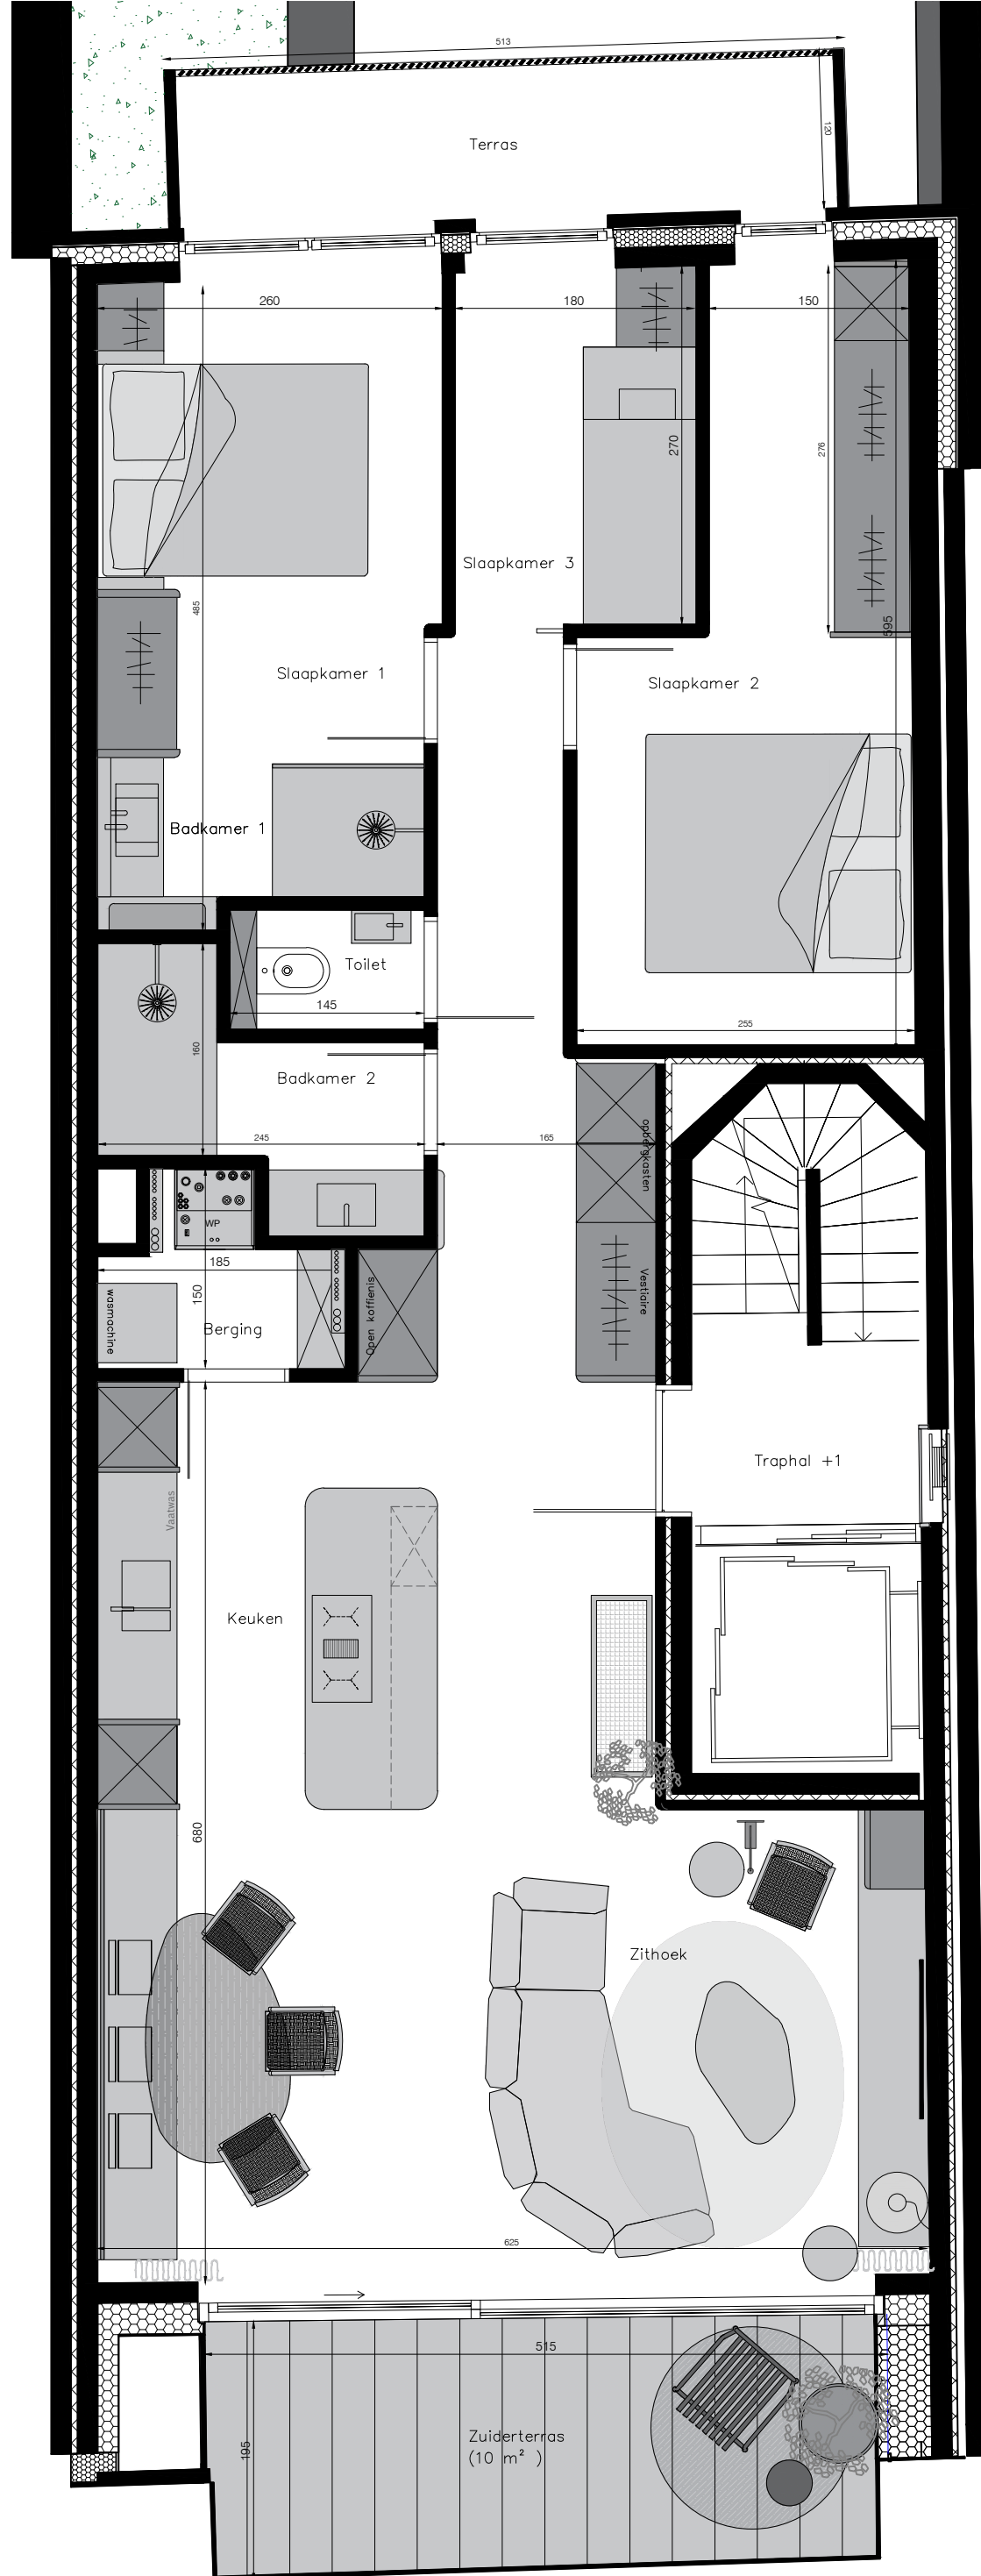 513
Terras
120
260
180
150
270
276
Slaapkamer 3
485
595
Slaapkamer 1
Slaapkamer 2
Badkamer 1
Toilet
145
255
160
Badkamer 2
245
165
opbergkasten
WP
185
150
wasmachine
Berging
Open koffienis
Vestiaire
Traphal +1
Vaatwas
Keuken
680
Zithoek
625
515
195
Zuiderterras
(10 m² )